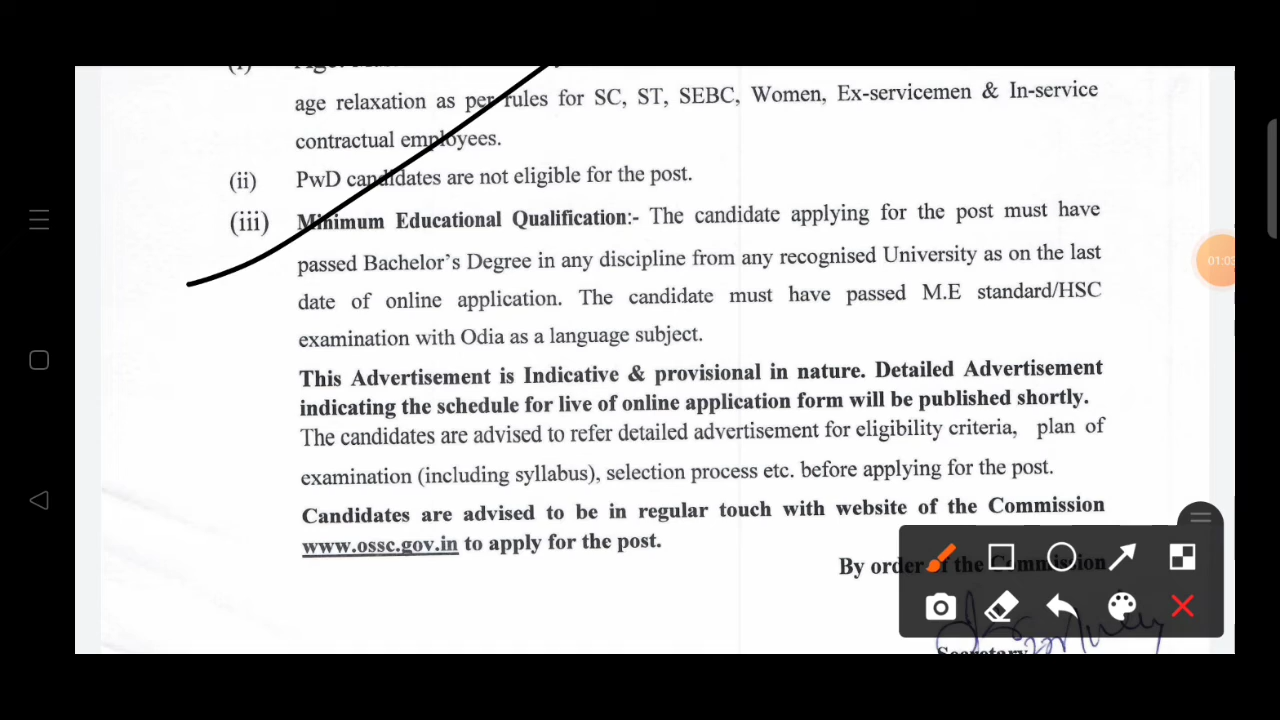 age relaxation as per rules for SC, ST, SEBC, Women, Ex-servicemen & In-service
contractual employees.
(ii) PwD candidates are not eligible for the post.
(iii) Minimum Educational Qualification:- The candidate applying for the post must have
passed Bachelor's Degree in any discipline from any recognised University as on the last
date of online application. The candidate must have passed M.E standard/HSC
examination with Odia as a language subject.
This Advertisement is Indicative & provisional in nature. Detailed Advertisement
indicating the schedule for live of online application form will be published shortly.
The candidates are advised to refer detailed advertisement for eligibility criteria, plan of
examination (including syllabus), selection process etc. before applying for the post.
Candidates are advised to be in regular touch with website of the Commission
www.ossc.gov.in to apply for the post.
By order of the Commission
Secretary